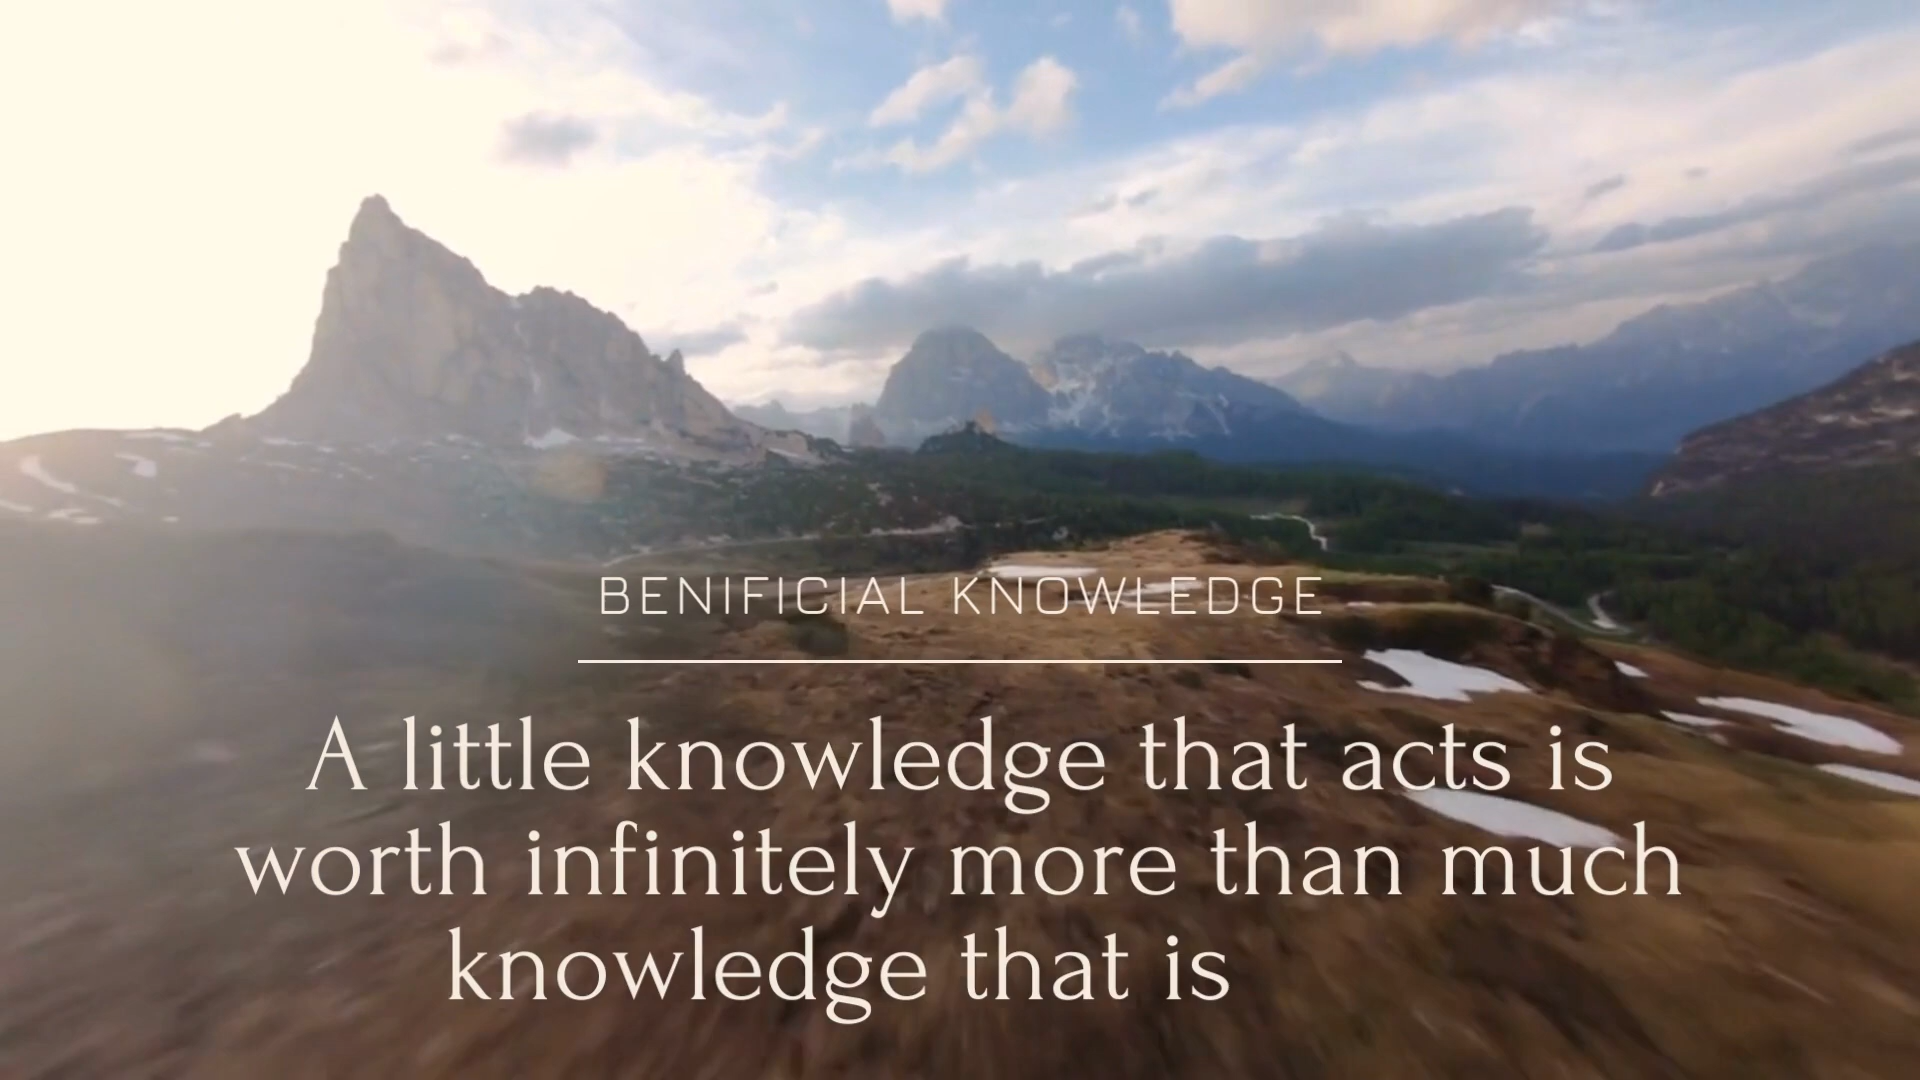 BENIFICIAL KNOWLEDGE
A little knowledge that acts is
worth infinitely more than much
knowledge that is